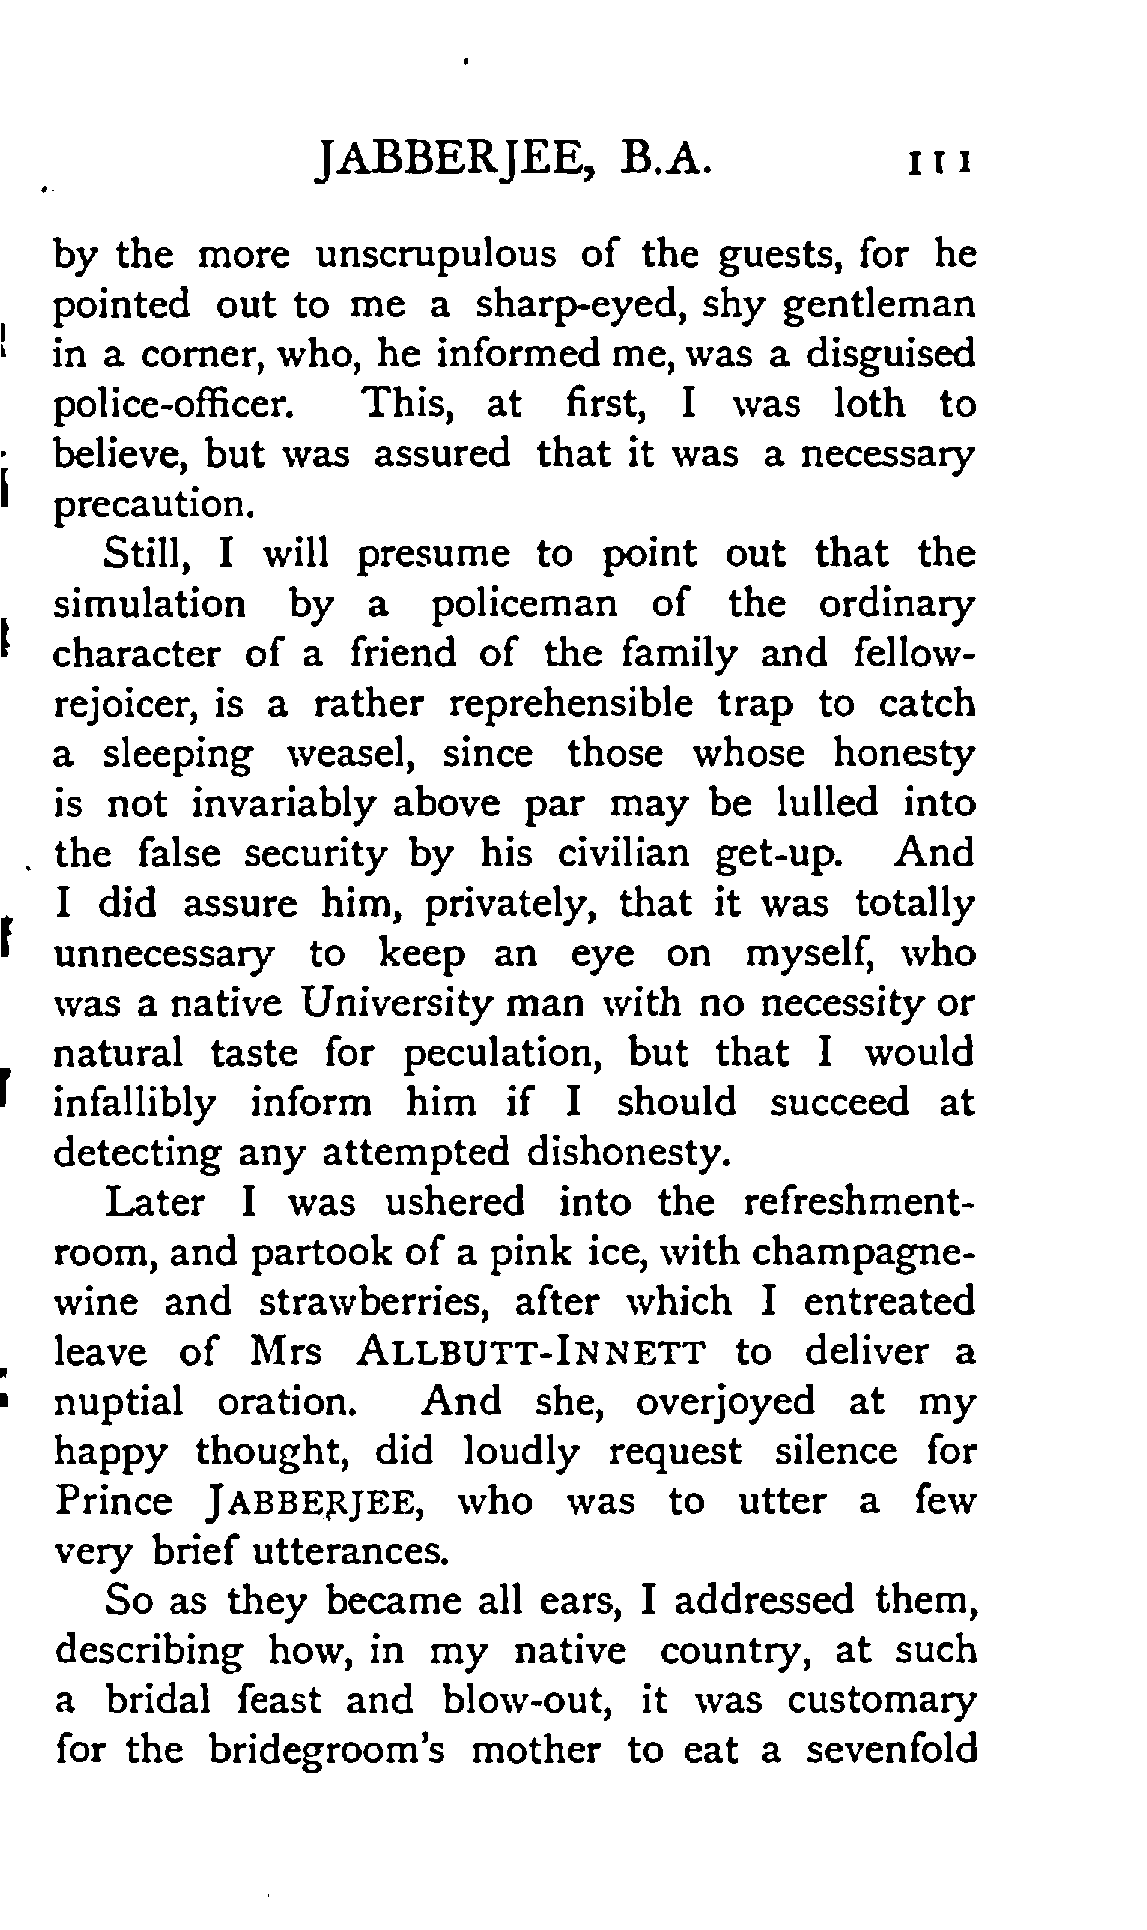 JABBERJEE, B.A. 111
by the more unscrupulous of the guests, for he
pointed out to me a sharp-eyed, shy gentleman
in a corner, who, he informed me, was a disguised
police-officer. This, at first, I was loth to
believe, but was assured that it was a necessary
precaution.
Still, I will presume to point out that the
simulation by a policeman of the ordinary
character of a friend of the family and fellow-
rejoicer, is a rather reprehensible trap to catch
a sleeping weasel, since those whose honesty
is not invariably above par may be lulled into
the false security by his civilian get-up. And
I did assure him, privately, that it was totally
unnecessary to keep an eye on myself, who
was a native University man with no necessity or
natural taste for peculation, but that I would
infallibly inform him if I should succeed at
detecting any attempted dishonesty.
Later I was ushered into the refreshment-
room, and partook of a pink ice, with champagne-
wine and strawberries, after which I entreated
leave of Mrs ALLBUTT-INNETT to deliver a
nuptial oration. And she, overjoyed at my
happy thought, did loudly request silence for
Prince JABBERJEE, who was to utter a few
very brief utterances.
So as they became all ears, I addressed them,
describing how, in my native country, at such
a bridal feast and blow-out, it was customary
for the bridegroom's mother to eat a sevenfold